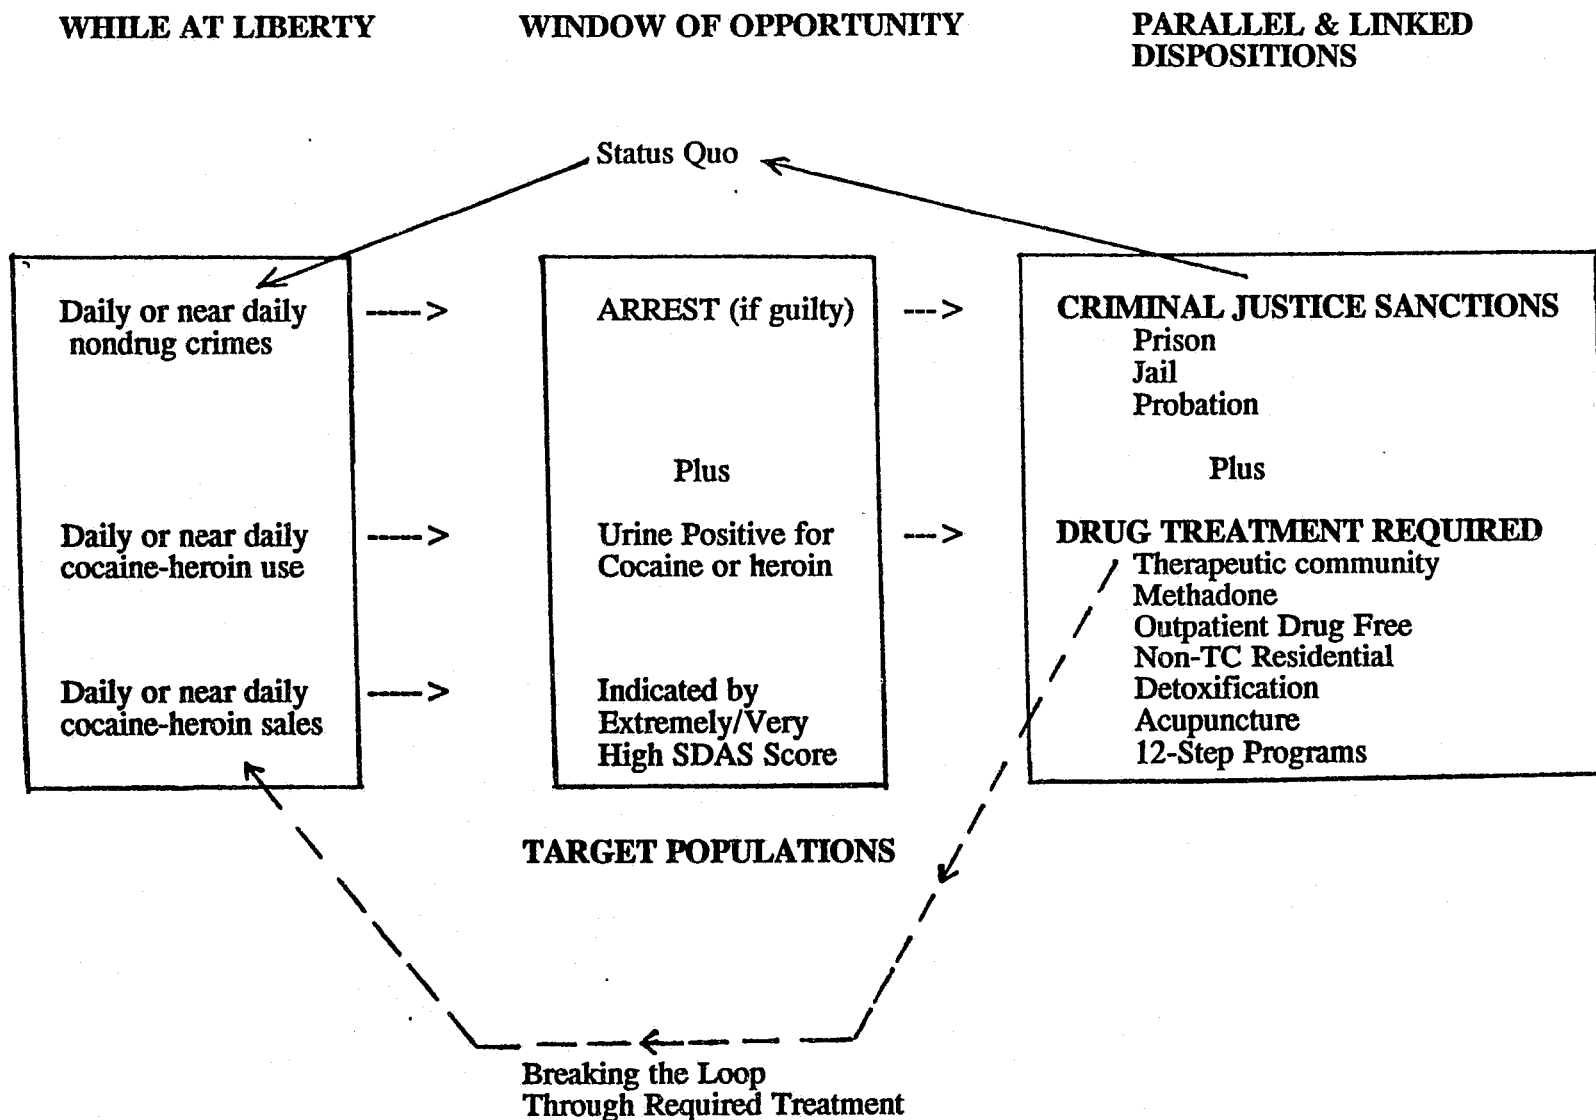 WHILE AT LIBERTY
WINDOW OF OPPORTUNITY
PARALLEL & LINKED
DISPOSITIONS
Status Quo
Daily or near daily
nondrug crimes
----->
Daily or near daily
cocaine-heroin use
----->
Daily or near daily
cocaine-heroin sales
----->
ARREST (if guilty)
--->
Plus
Urine Positive for
Cocaine or heroin
--->
Indicated by
Extremely/Very
High SDAS Score
CRIMINAL JUSTICE SANCTIONS
Prison
Jail
Probation
Plus
DRUG TREATMENT REQUIRED
Therapeutic community
Methadone
Outpatient Drug Free
Non-TC Residential
Detoxification
Acupuncture
12-Step Programs
TARGET POPULATIONS
Breaking the Loop
Through Required Treatment